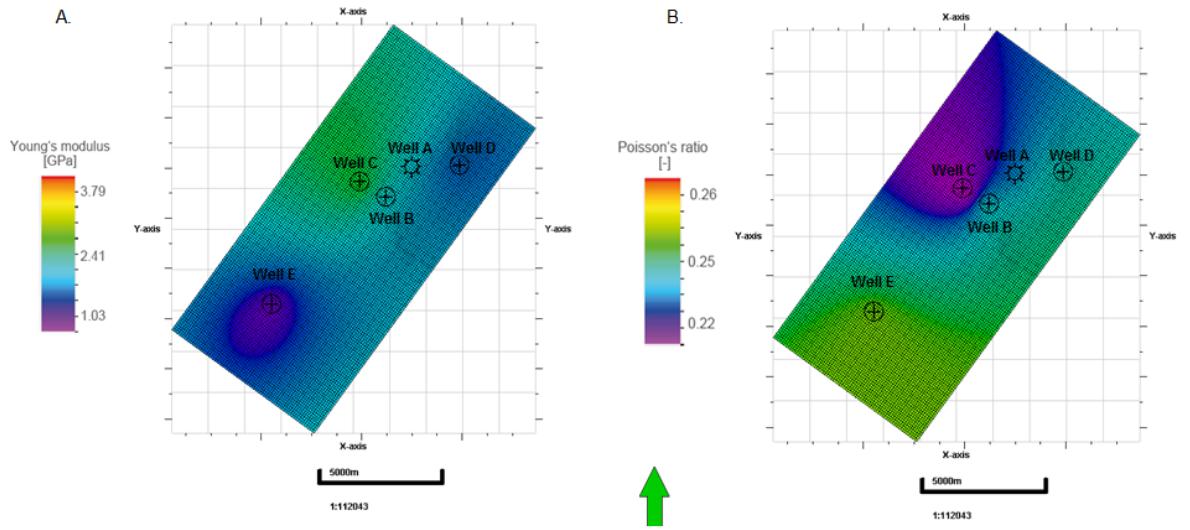 A.
X-axis
Young's modulus
[GPa]
3.79
2.41
1.03
Well A
Well D
Well C
Well B
Y-axis
Y-axis
Well E
X-axis
5000m
1:112043
B.
X-axis
Poisson's ratio
[-]
0.26
0.25
0.22
Well A
Well D
Well C
Well B
Y-axis
Y-axis
Well E
X-axis
5000m
1:112043